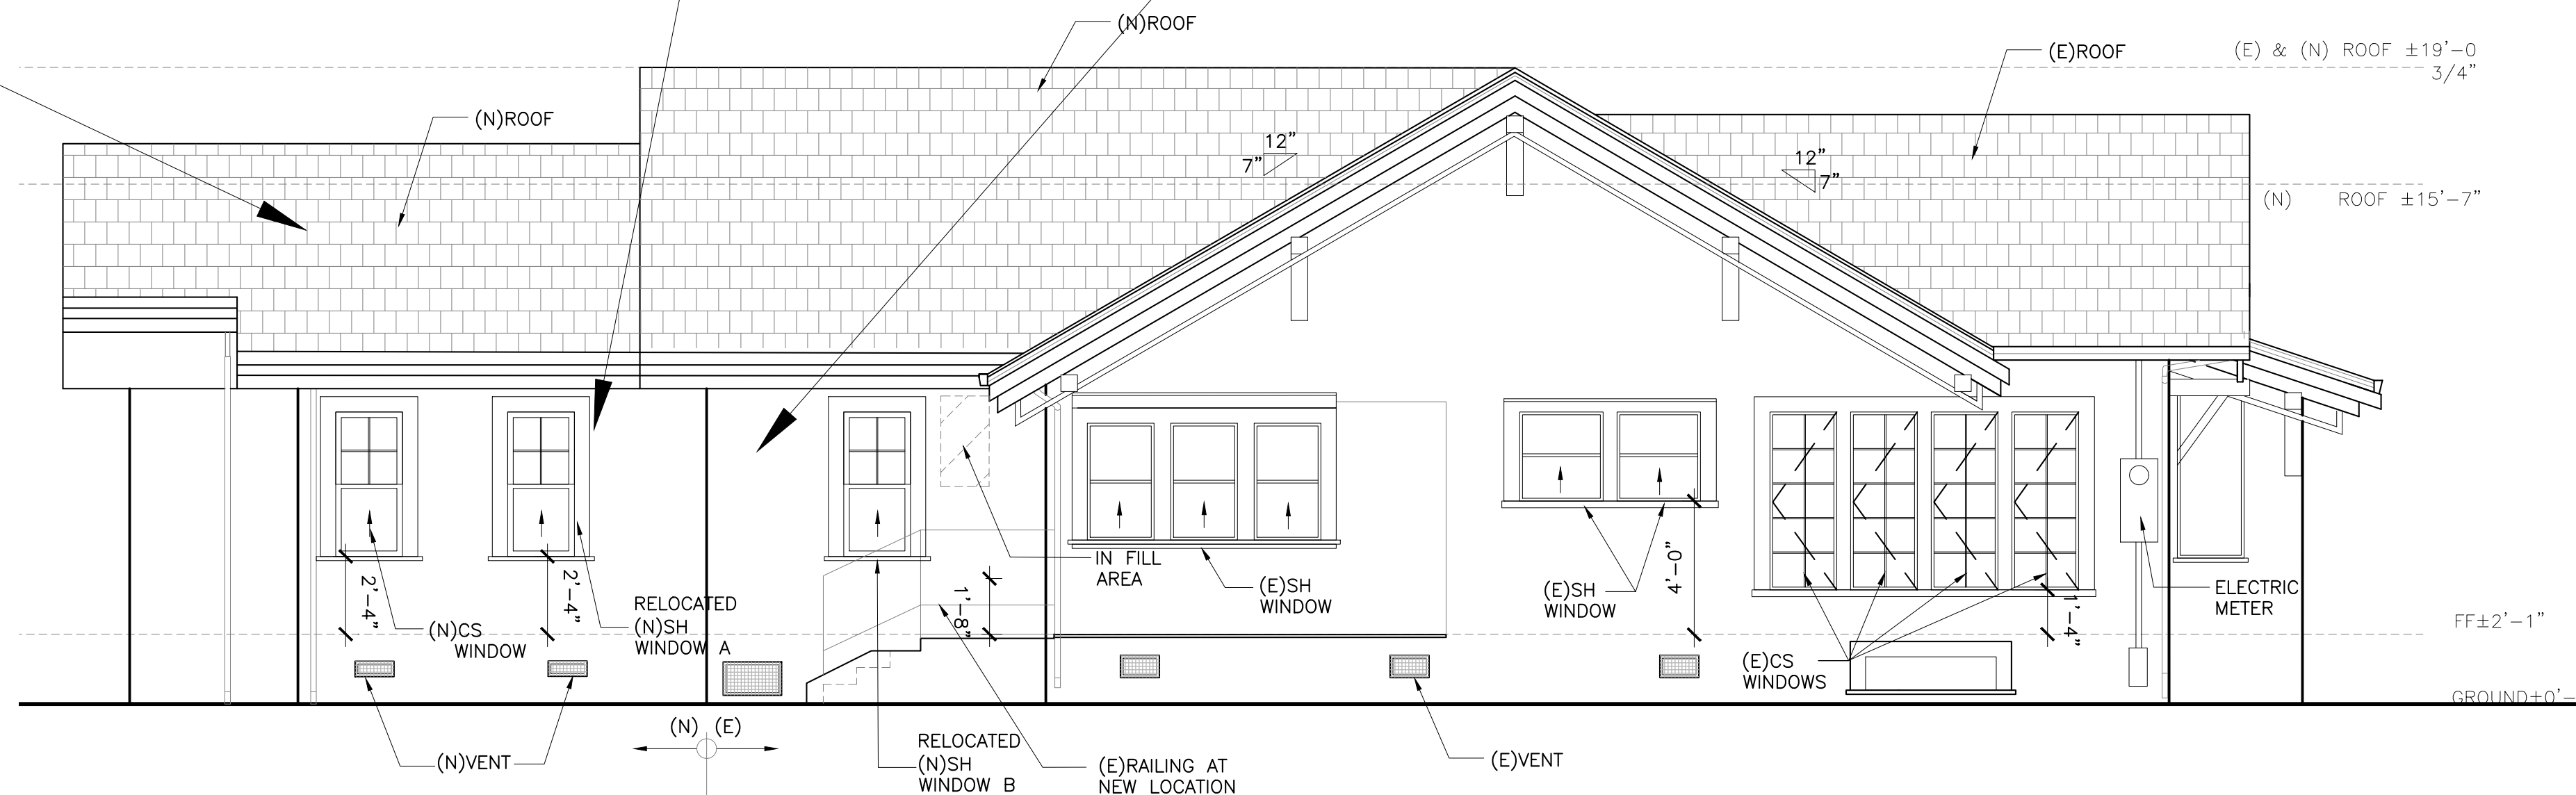 (N)ROOF
(E)ROOF
(E) & (N) ROOF ±19'-0
3/4"
(N)ROOF
12"
7"
12"
7"
(N) ROOF ±15'-7"
2'-4"
2'-4"
(N)CS
WINDOW
RELOCATED
(N)SH
WINDOW A
1'-8"
IN FILL
AREA
(E)SH
WINDOW
(E)SH
WINDOW
4'-0"
(E)CS
WINDOWS
1'-4"
ELECTRIC
METER
FF±2'-1"
GROUND±0'-
(N) (E)
(N)VENT
RELOCATED
(N)SH
WINDOW B
(E)RAILING AT
NEW LOCATION
(E)VENT